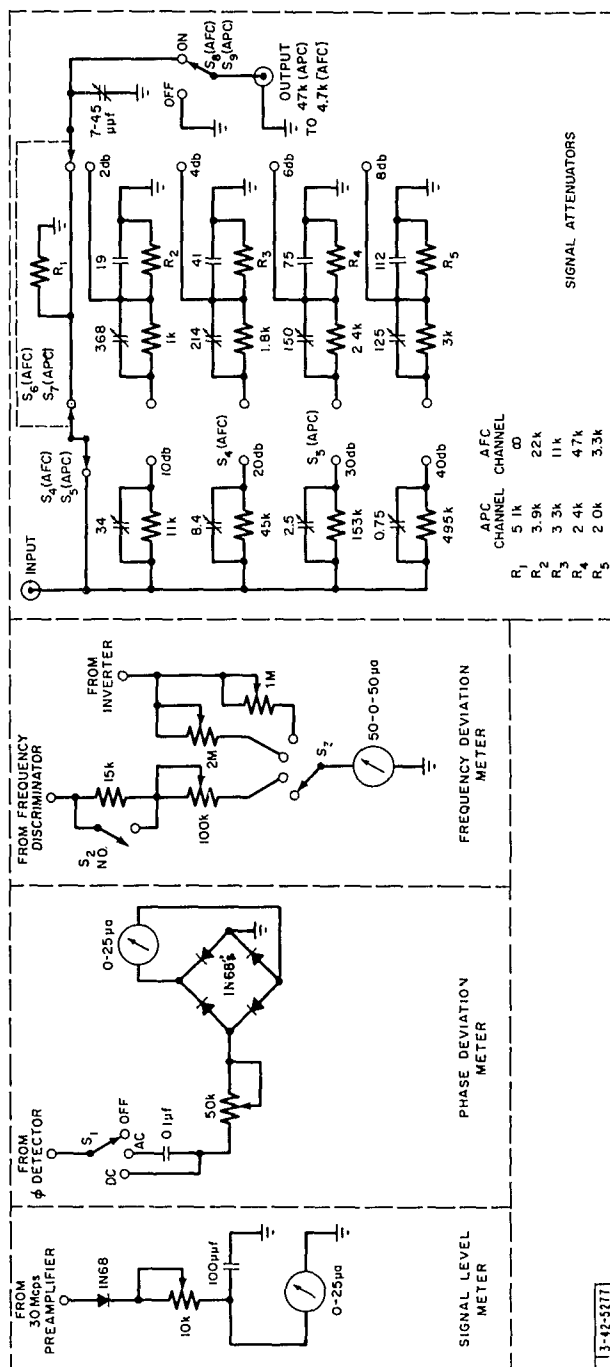 FROM
30 Mcps
PREAMPLIFIER
1N68
10k
100μμf
0-25μa
SIGNAL LEVEL
METER
FROM
ϕ DETECTOR
S1
OFF
AC
DC
0.1μf
50k
1N68's
0-25μa
PHASE DEVIATION
METER
FROM FREQUENCY
DISCRIMINATOR
S2
NO.
15k
100k
FROM
INVERTER
2M
1M
S2
50-0-50μa
FREQUENCY DEVIATION
METER
INPUT
S4(AFC)
S5(APC)
S6(AFC)
S7(APC)
R1
7-45
μμf
ON
OFF
S8(AFC)
S9(APC)
OUTPUT
47k (APC)
TO
4.7k (AFC)
34
11k
10db
368
1k
19
R2
2db
8.4
45k
20db
S4(AFC)
214
1.8k
41
R3
4db
2.5
153k
30db
S5(APC)
150
2.4k
75
R4
6db
0.75
495k
40db
125
3k
112
R5
8db
APC CHANNEL AFC CHANNEL
R1 5 1k ∞
R2 3.9k 22k
R3 3 3k 11k
R4 2 4k 47k
R5 2 0k 3.3k
SIGNAL ATTENUATORS
3-42-5277